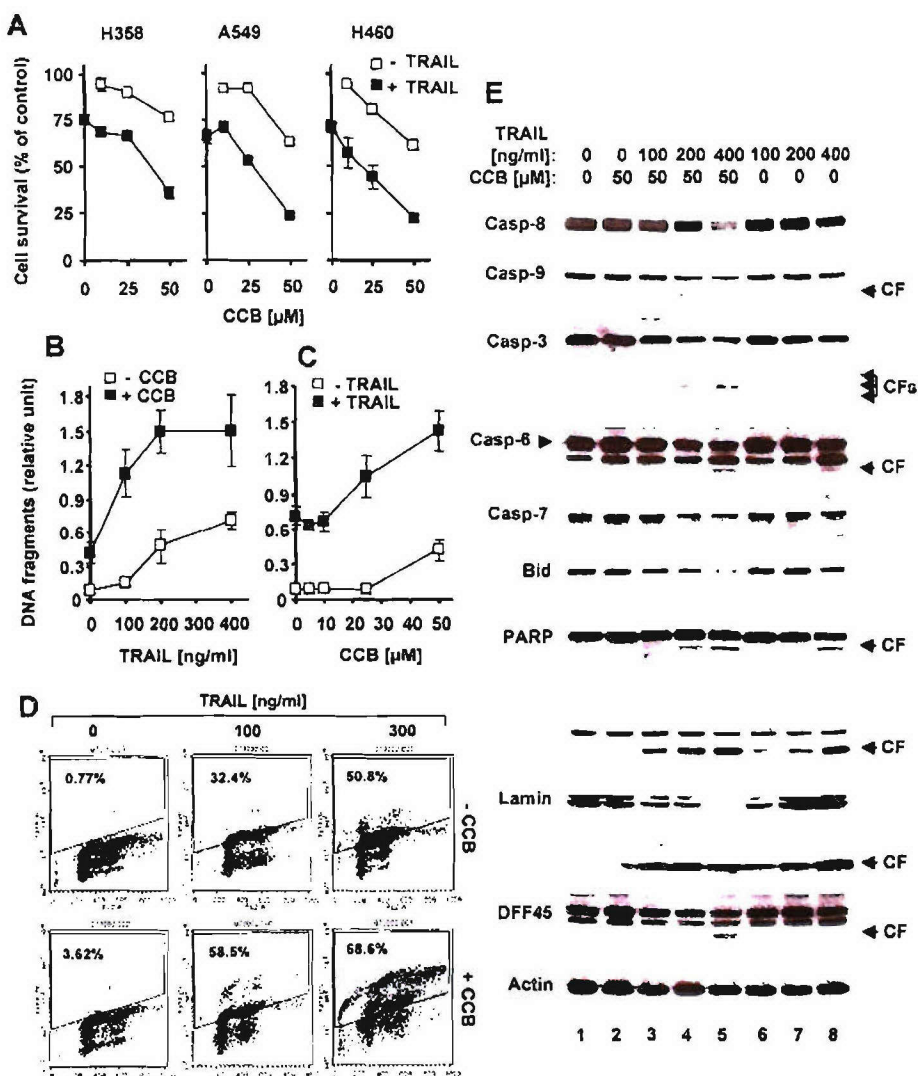 A
H358
A549
H460
- TRAIL
+ TRAIL
Cell survival (% of control)
100
75
50
25
0
0 25 50
0 25 50
0 25 50
CCB [µM]
B
- CCB
+ CCB
DNA fragments (relative unit)
1.8
1.5
1.2
0.9
0.6
0.3
0
0 100 200 300 400
TRAIL [ng/ml]
C
- TRAIL
+ TRAIL
1.8
1.5
1.2
0.9
0.6
0.3
0
0 10 20 30 40 50
CCB [µM]
D
TRAIL [ng/ml]
0 100 300
0.77% 32.4% 50.8%
- CCB
3.62% 58.5% 68.6%
+ CCB
E
TRAIL
[ng/ml]: 0 0 100 200 400 100 200 400
CCB [µM]: 0 50 50 50 50 0 0 0
Casp-8
Casp-9
CF
Casp-3
CFs
Casp-6
CF
Casp-7
Bid
PARP
CF
CF
Lamin
CF
DFF45
CF
Actin
1 2 3 4 5 6 7 8